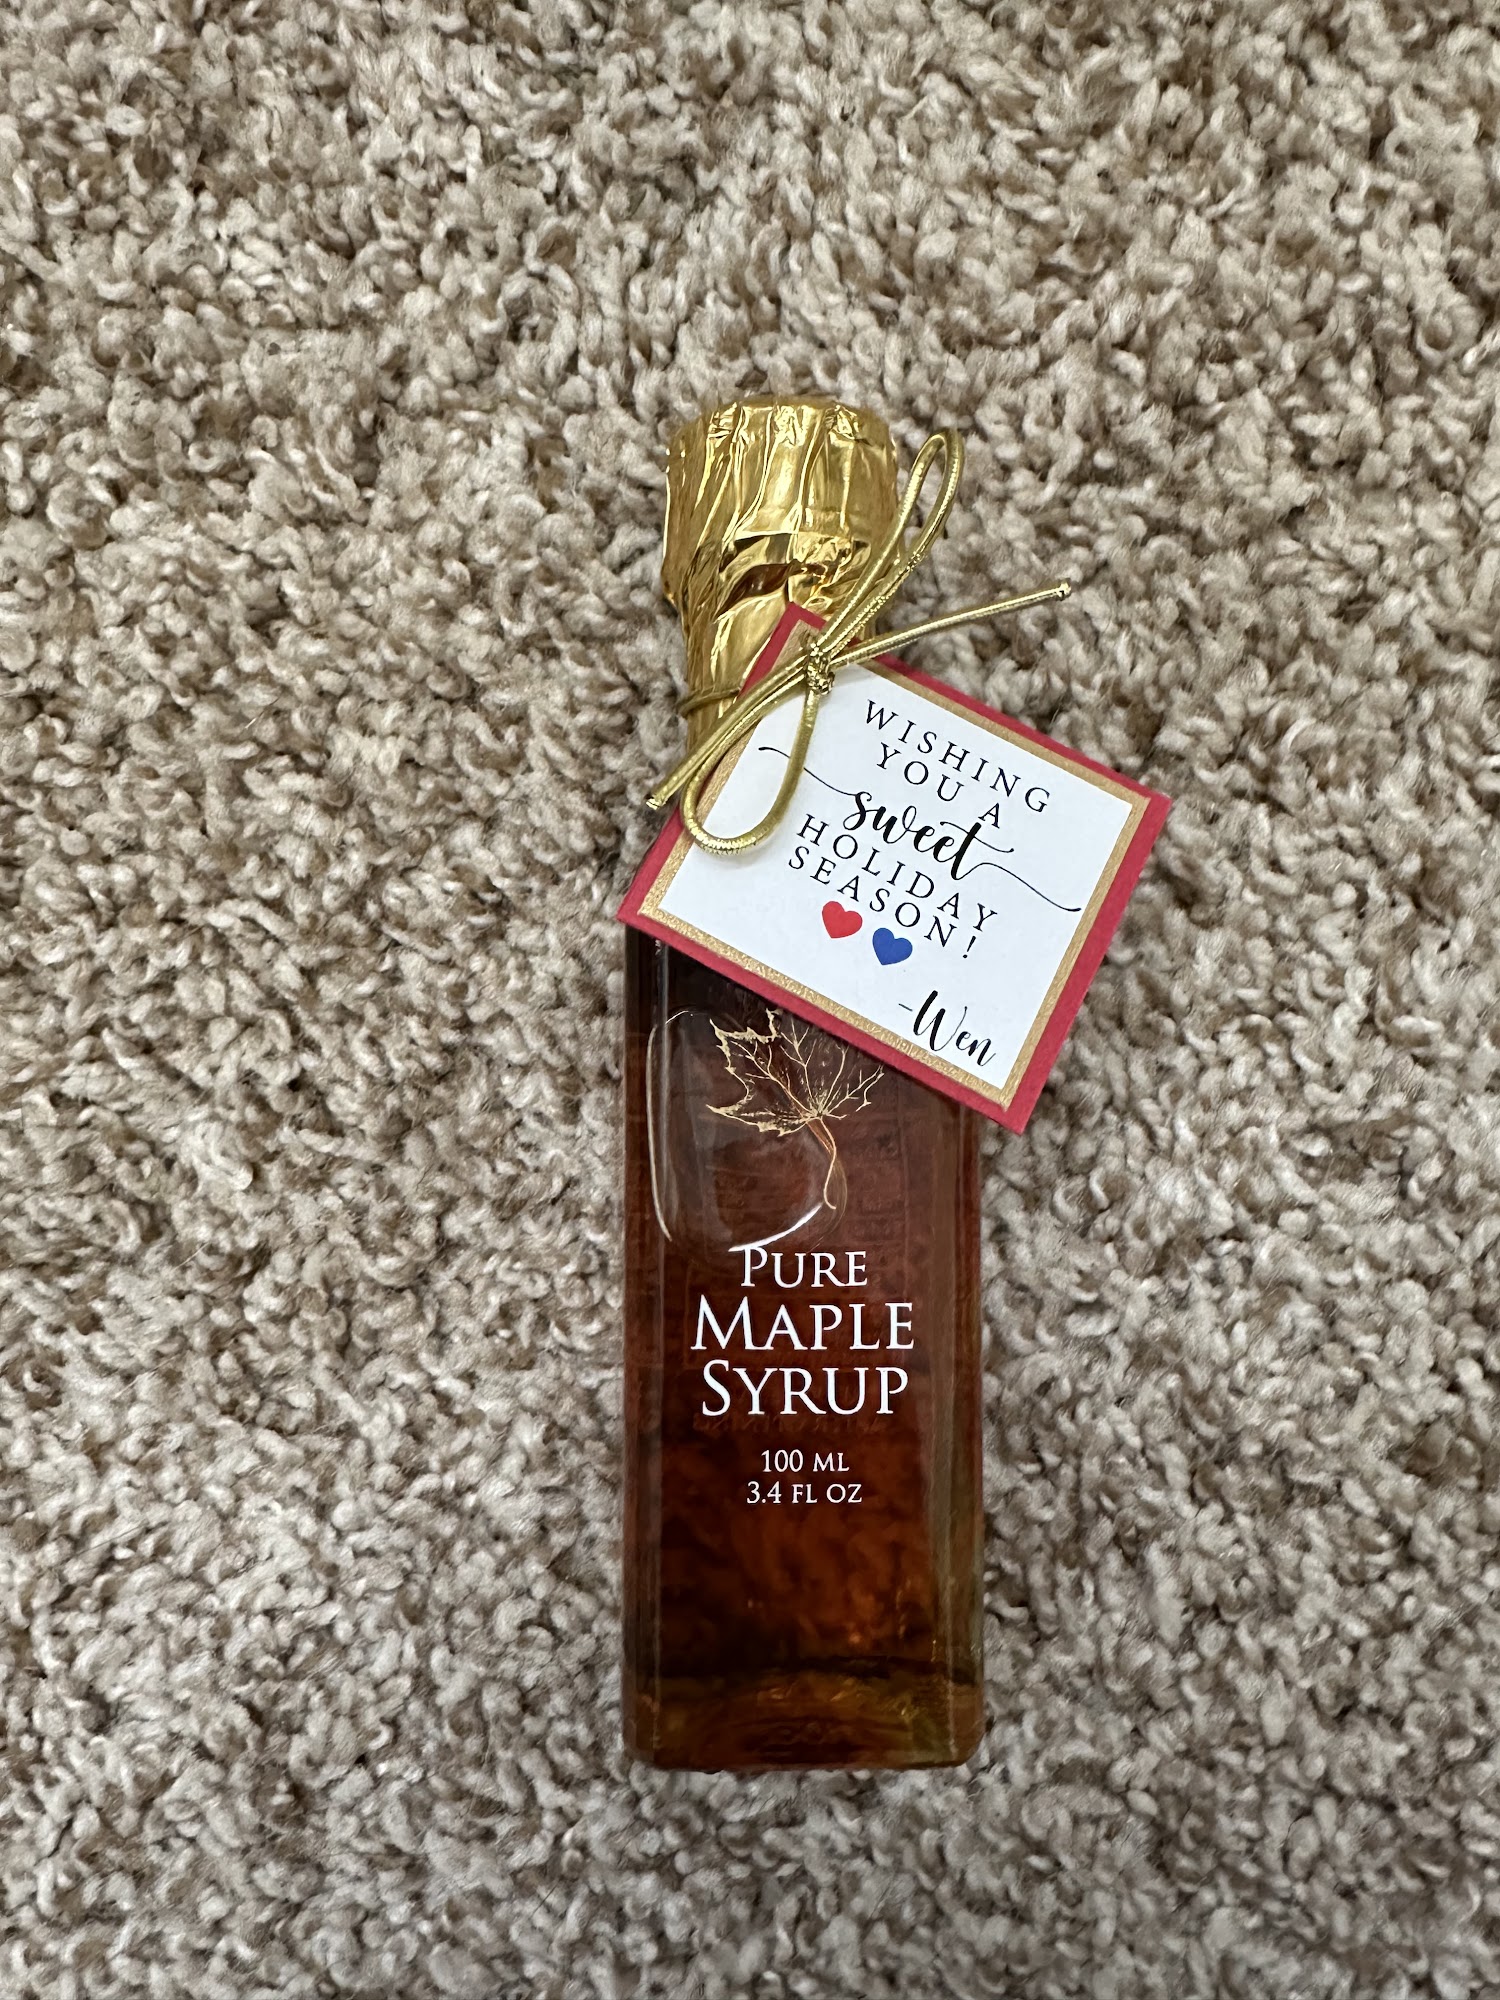 WISHING
YOU A
sweet
HOLIDAY
SEASON!
-Wen
PURE
MAPLE
SYRUP
100 ML
3.4 FL OZ